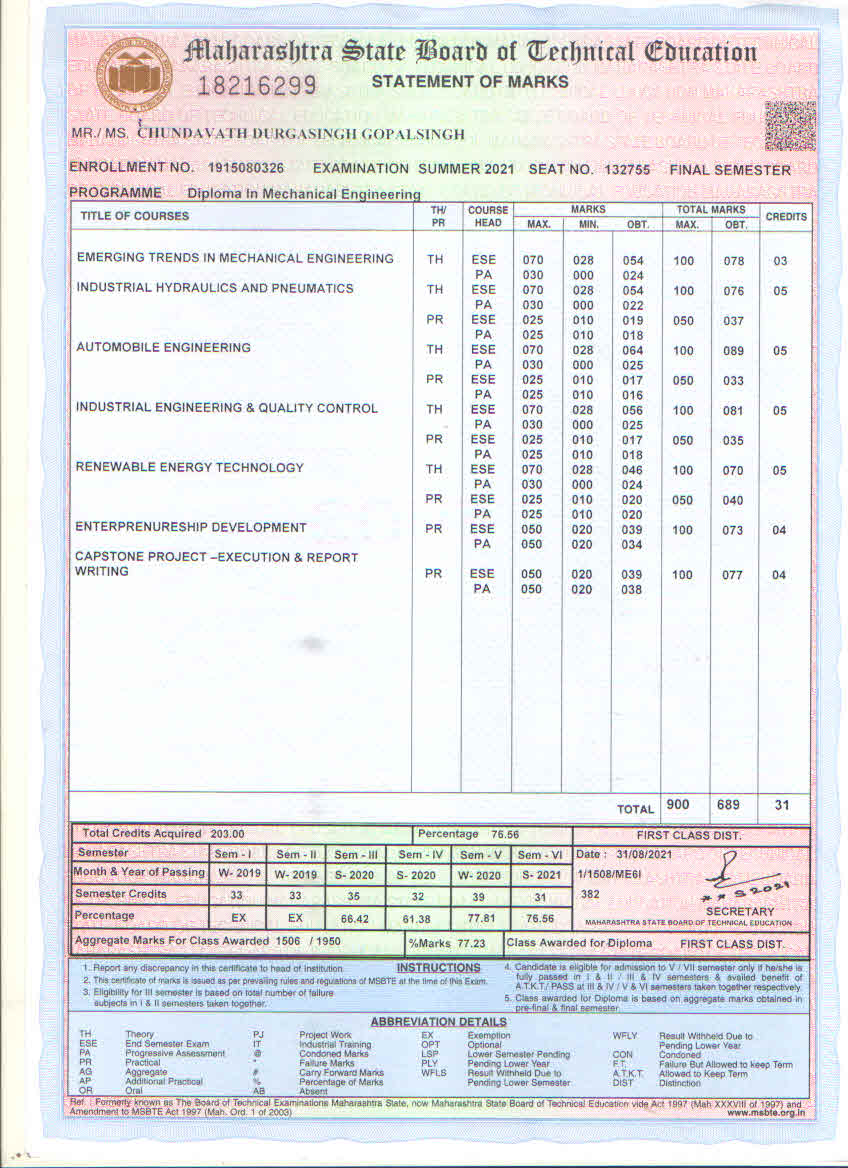 Maharashtra State Board of Technical Education
18216299 STATEMENT OF MARKS
MR./ MS. CHUNDAVATH DURGASINGH GOPALSINGH
ENROLLMENT NO. 1915080326 EXAMINATION SUMMER 2021 SEAT NO. 132755 FINAL SEMESTER
PROGRAMME Diploma In Mechanical Engineering
TITLE OF COURSES TH/ PR COURSE HEAD MARKS TOTAL MARKS CREDITS
MAX. MIN. OBT. MAX. OBT.
EMERGING TRENDS IN MECHANICAL ENGINEERING TH ESE 070 028 054 100 078 03
PA 030 000 024
INDUSTRIAL HYDRAULICS AND PNEUMATICS TH ESE 070 028 054 100 076 05
PA 030 000 022
PR ESE 025 010 019 050 037
PA 025 010 018
AUTOMOBILE ENGINEERING TH ESE 070 028 064 100 089 05
PA 030 000 025
PR ESE 025 010 017 050 033
PA 025 010 016
INDUSTRIAL ENGINEERING & QUALITY CONTROL TH ESE 070 028 056 100 081 05
PA 030 000 025
PR ESE 025 010 017 050 035
PA 025 010 018
RENEWABLE ENERGY TECHNOLOGY TH ESE 070 028 046 100 070 05
PA 030 000 024
PR ESE 025 010 020 050 040
PA 025 010 020
ENTERPRENURESHIP DEVELOPMENT PR ESE 050 020 039 100 073 04
PA 050 020 034
CAPSTONE PROJECT –EXECUTION & REPORT
WRITING PR ESE 050 020 039 100 077 04
PA 050 020 038
TOTAL 900 689 31
Total Credits Acquired 203.00 Percentage 76.56 FIRST CLASS DIST.
Semester Sem - I Sem - II Sem - III Sem - IV Sem - V Sem - VI Date : 31/08/2021
Month & Year of Passing W- 2019 W- 2019 S- 2020 S- 2020 W- 2020 S- 2021 1/1508/ME6I
Semester Credits 33 33 35 32 39 31 382
** S2021
SECRETARY
Percentage EX EX 66.42 61.38 77.81 76.56 MAHARASHTRA STATE BOARD OF TECHNICAL EDUCATION
Aggregate Marks For Class Awarded 1506 / 1950 %Marks 77.23 Class Awarded for Diploma FIRST CLASS DIST.
INSTRUCTIONS
1. Report any discrepancy in this certificate to head of institution.
2. This certificate of marks is issued as per prevailing rules and regurations of MSBTE at the time of this Exam.
3. Eligibility for III semester is based on total number of failure
subjects in I & II semesters taken together.
4. Candidate is eligible for admission to V / VII semester only if he/she is
fully passed in I & II / III & IV semesters & availed benefit of
A.T.K.T./ PASS at III & IV / V & VI semesters taken together respectively.
5. Class awarded for Diploma is based on aggregate marks obtained in
pre-final & final semester.
ABBREVIATION DETAILS
TH Theory PJ Project Work EX Exemption WFLY Result Withheld Due to
ESE End Semester Exam IT Industrial Training OPT Optional Pending Lower Year
PA Progressive Assessment @ Condoned Marks LSP Lower Semester Pending CON Condoned
PR Practical * Failure Marks PLY Pending Lower Year F.T. Failure But Allowed to keep Term
AG Aggregate # Carry Forward Marks WFLS Result Withheld Due to A.T.K.T. Allowed to Keep Term
AP Additional Practical % Percentage of Marks Pending Lower Semester DIST Distinction
OR Oral AB Absent
Ref. : Formerly known as The Board of Technical Examinations Maharashtra State, now Maharashtra State Board of Technical Education vide Act 1997 (Mah XXXVIII of 1997) and
Amendment to MSBTE Act 1997 (Mah. Ord. 1 of 2003) www.msbte.org.in